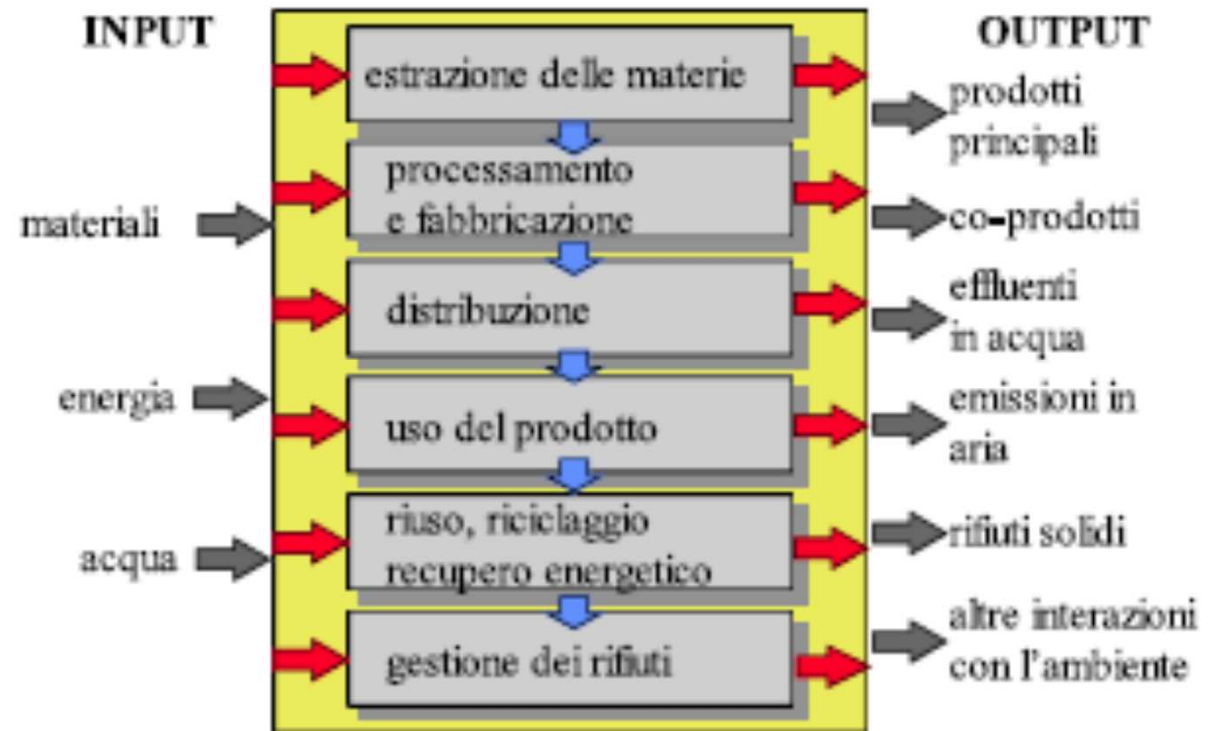 INPUT
OUTPUT
estrazione delle materie
processamento
e fabbricazione
distribuzione
uso del prodotto
riuso, riciclaggio
recupero energetico
gestione dei rifiuti
materiali
energia
acqua
prodotti
principali
co-prodotti
effluenti
in acqua
emissioni in
aria
rifiuti solidi
altre interazioni
con l'ambiente